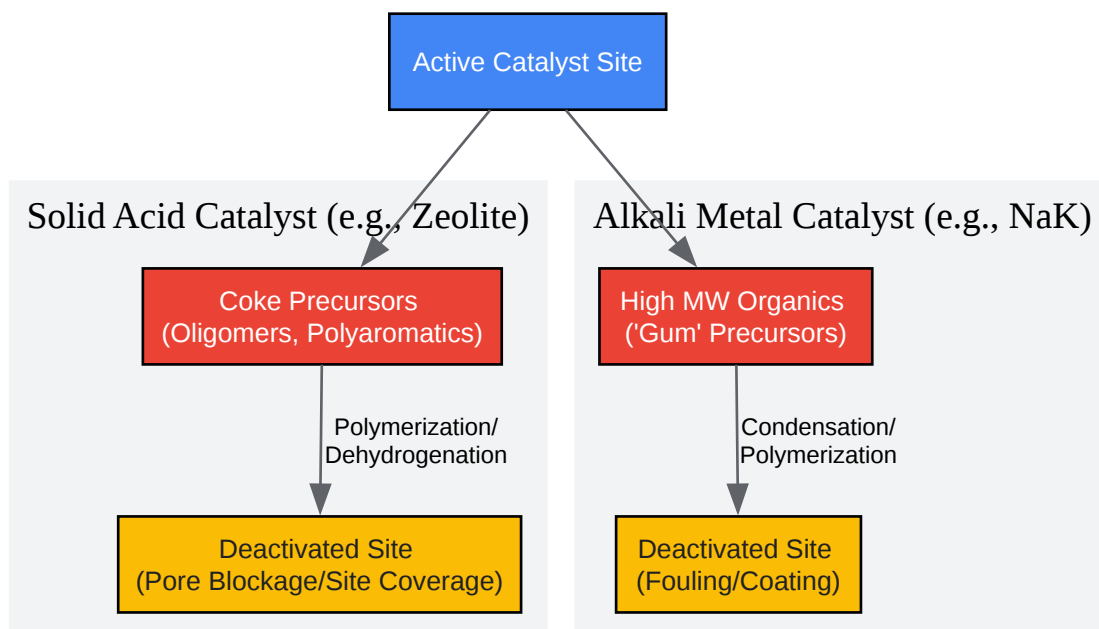 Active Catalyst Site
Solid Acid Catalyst (e.g., Zeolite)
Coke Precursors
(Oligomers, Polyaromatics)
Polymerization/
Dehydrogenation
Deactivated Site
(Pore Blockage/Site Coverage)
Alkali Metal Catalyst (e.g., NaK)
High MW Organics
('Gum' Precursors)
Condensation/
Polymerization
Deactivated Site
(Fouling/Coating)